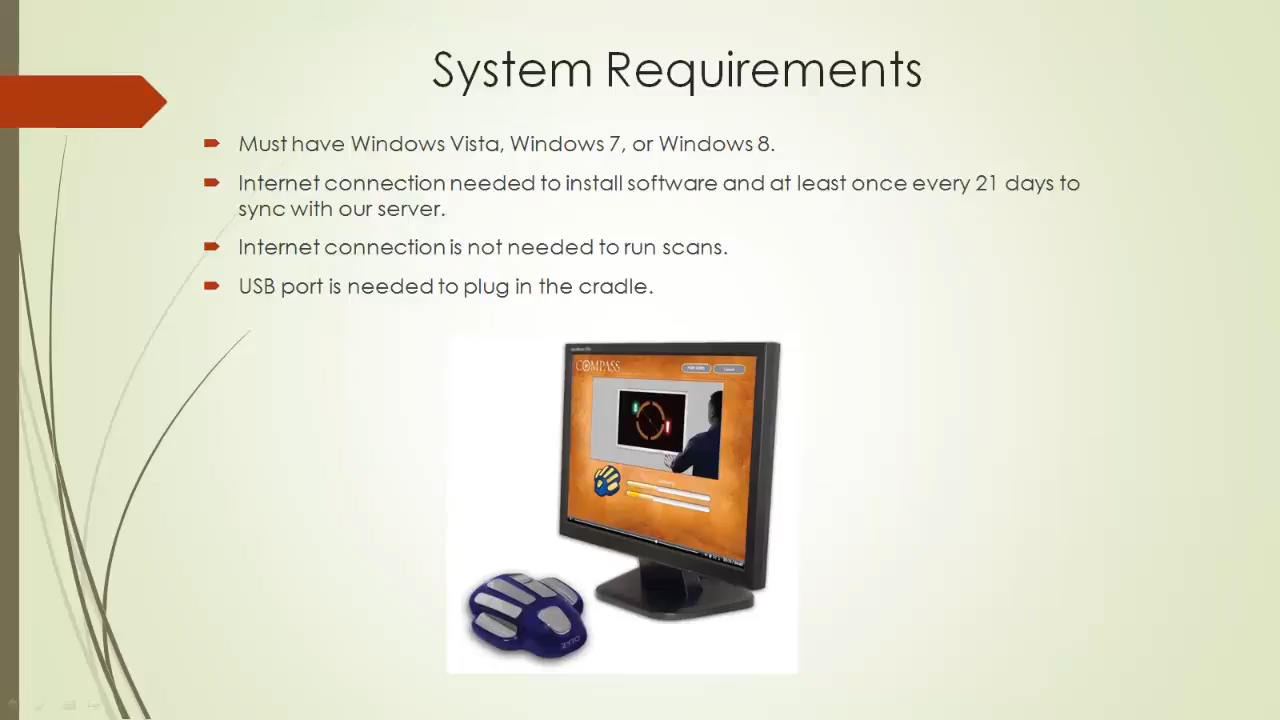 System Requirements
Must have Windows Vista, Windows 7, or Windows 8.
Internet connection needed to install software and at least once every 21 days to
sync with our server.
Internet connection is not needed to run scans.
USB port is needed to plug in the cradle.
COMPASS
ZYTO